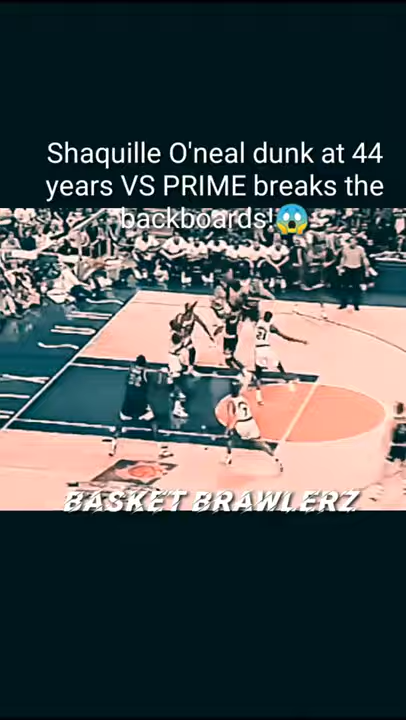 Shaquille O'neal dunk at 44
years VS PRIME breaks the
backboards!😱
BASKET BRAWLERZ